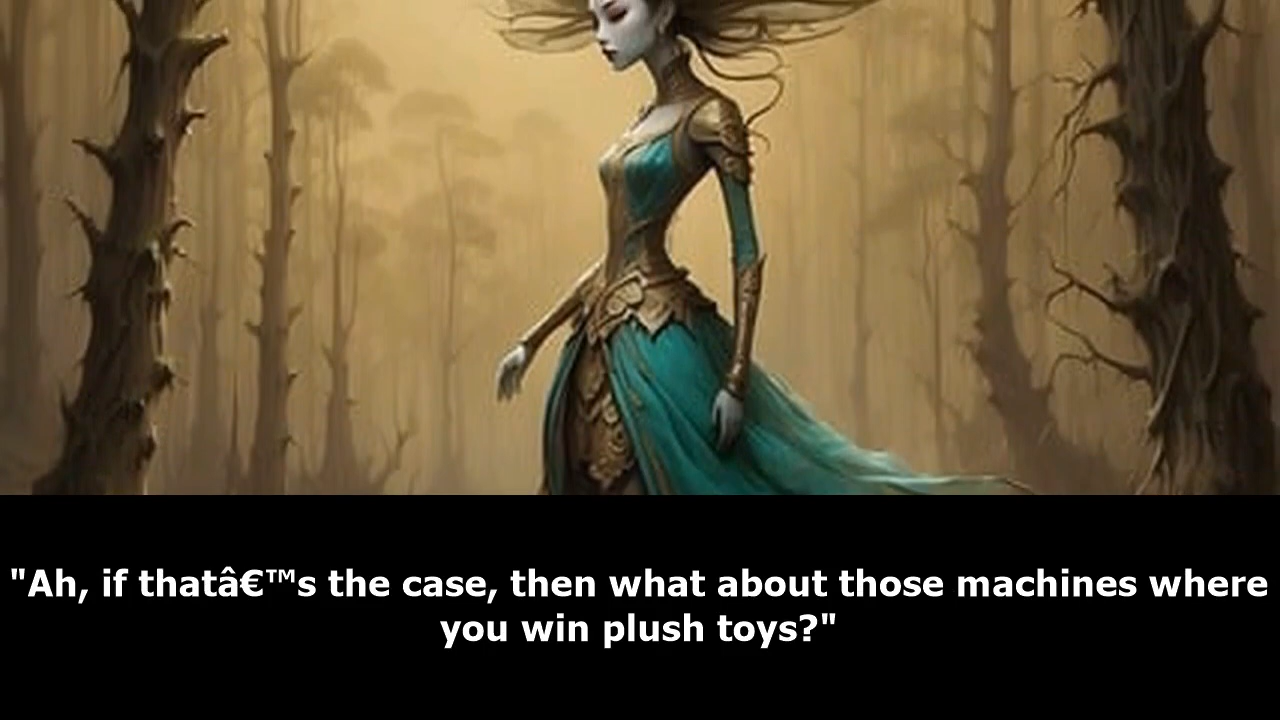 "Ah, if thatâ€™s the case, then what about those machines where
you win plush toys?"